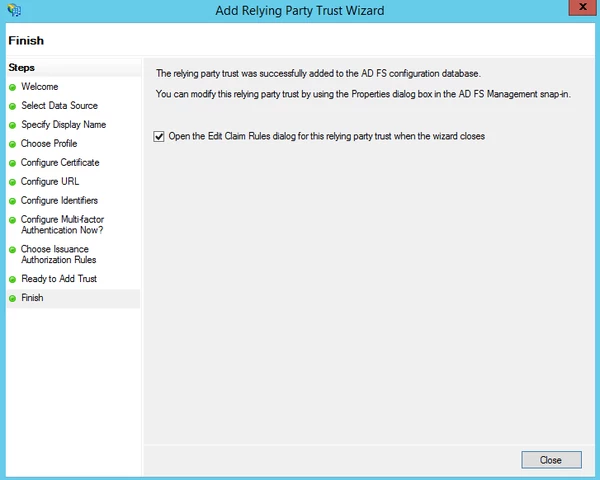 Add Relying Party Trust Wizard
x
Finish
Steps
Welcome
Select Data Source
Specify Display Name
Choose Profile
Configure Certificate
Configure URL
Configure Identifiers
Configure Multi-factor
Authentication Now?
Choose Issuance
Authorization Rules
Ready to Add Trust
Finish
The relying party trust was successfully added to the AD FS configuration database.
You can modify this relying party trust by using the Properties dialog box in the AD FS Management snap-in.
Open the Edit Claim Rules dialog for this relying party trust when the wizard closes
Close